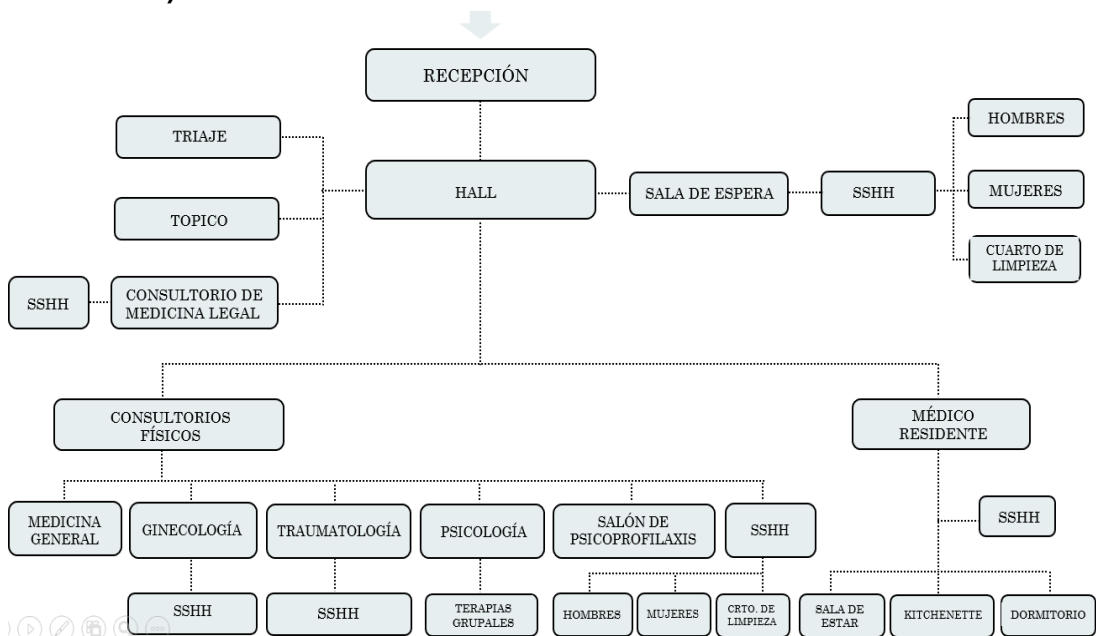 RECEPCIÓN
HOMBRES
TRIAJE
HALL
SALA DE ESPERA
SSHH
MUJERES
TOPICO
CUARTO DE
LIMPIEZA
SSHH
CONSULTORIO DE
MEDICINA LEGAL
CONSULTORIOS
FÍSICOS
MÉDICO
RESIDENTE
MEDICINA
GENERAL
GINECOLOGÍA
TRAUMATOLOGÍA
PSICOLOGÍA
SALÓN DE
PSICOPROFILAXIS
SSHH
SSHH
SSHH
SSHH
TERAPIAS
GRUPALES
HOMBRES
MUJERES
CRTO. DE
LIMPIEZA
SALA DE
ESTAR
KITCHENETTE
DORMITORIO